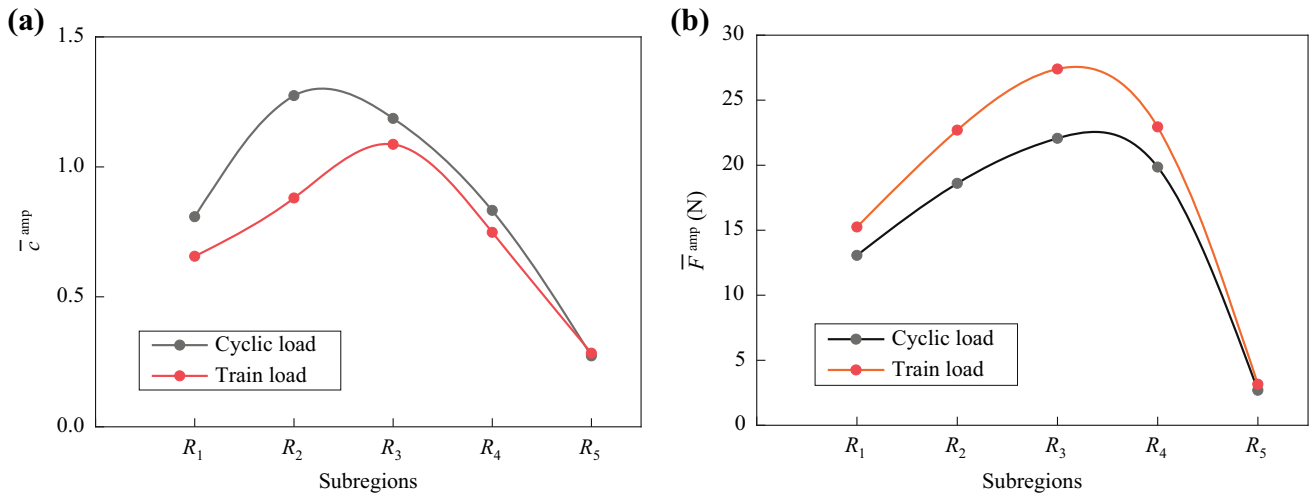 (a)
1.5
1.0
0.5
0.0
c̅ amp
Cyclic load
Train load
R1 R2 R3 R4 R5
Subregions
(b)
30
25
20
15
10
5
0
F̅ amp (N)
Cyclic load
Train load
R1 R2 R3 R4 R5
Subregions